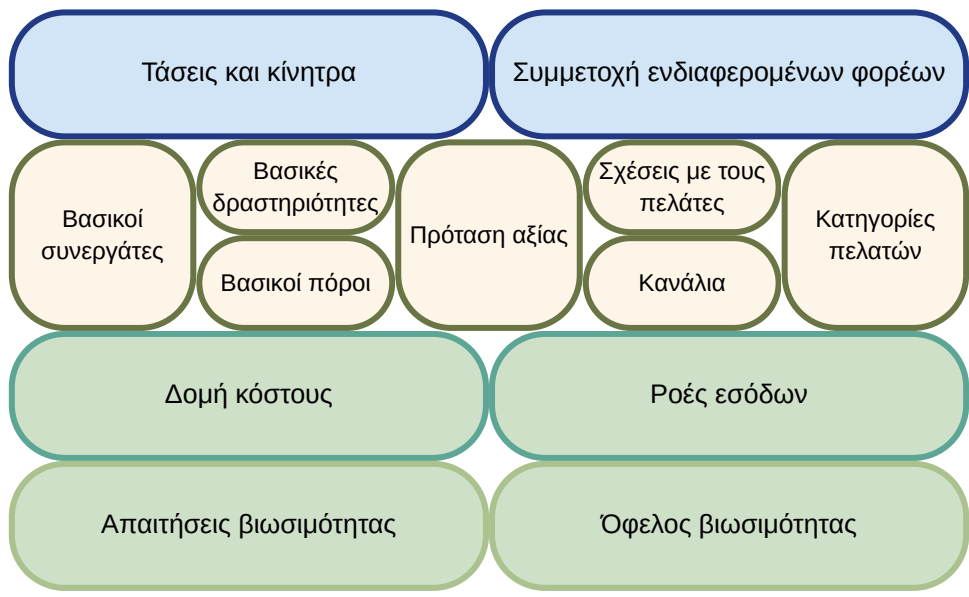 Τάσεις και κίνητρα
Συμμετοχή ενδιαφερομένων φορέων
Βασικοί
συνεργάτες
Βασικές
δραστηριότητες
Βασικοί πόροι
Πρόταση αξίας
Σχέσεις με τους
πελάτες
Κανάλια
Κατηγορίες
πελατών
Δομή κόστους
Ροές εσόδων
Απαιτήσεις βιωσιμότητας
Όφελος βιωσιμότητας